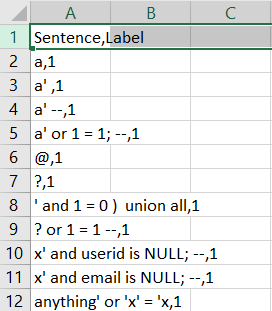 A B C
1 Sentence,Label
2 a,1
3 a' ,1
4 a' --,1
5 a' or 1 = 1; --,1
6 @,1
7 ?,1
8 ' and 1 = 0 )  union all,1
9 ? or 1 = 1 --,1
10 x' and userid is NULL; --,1
11 x' and email is NULL; --,1
12 anything' or 'x' = 'x,1